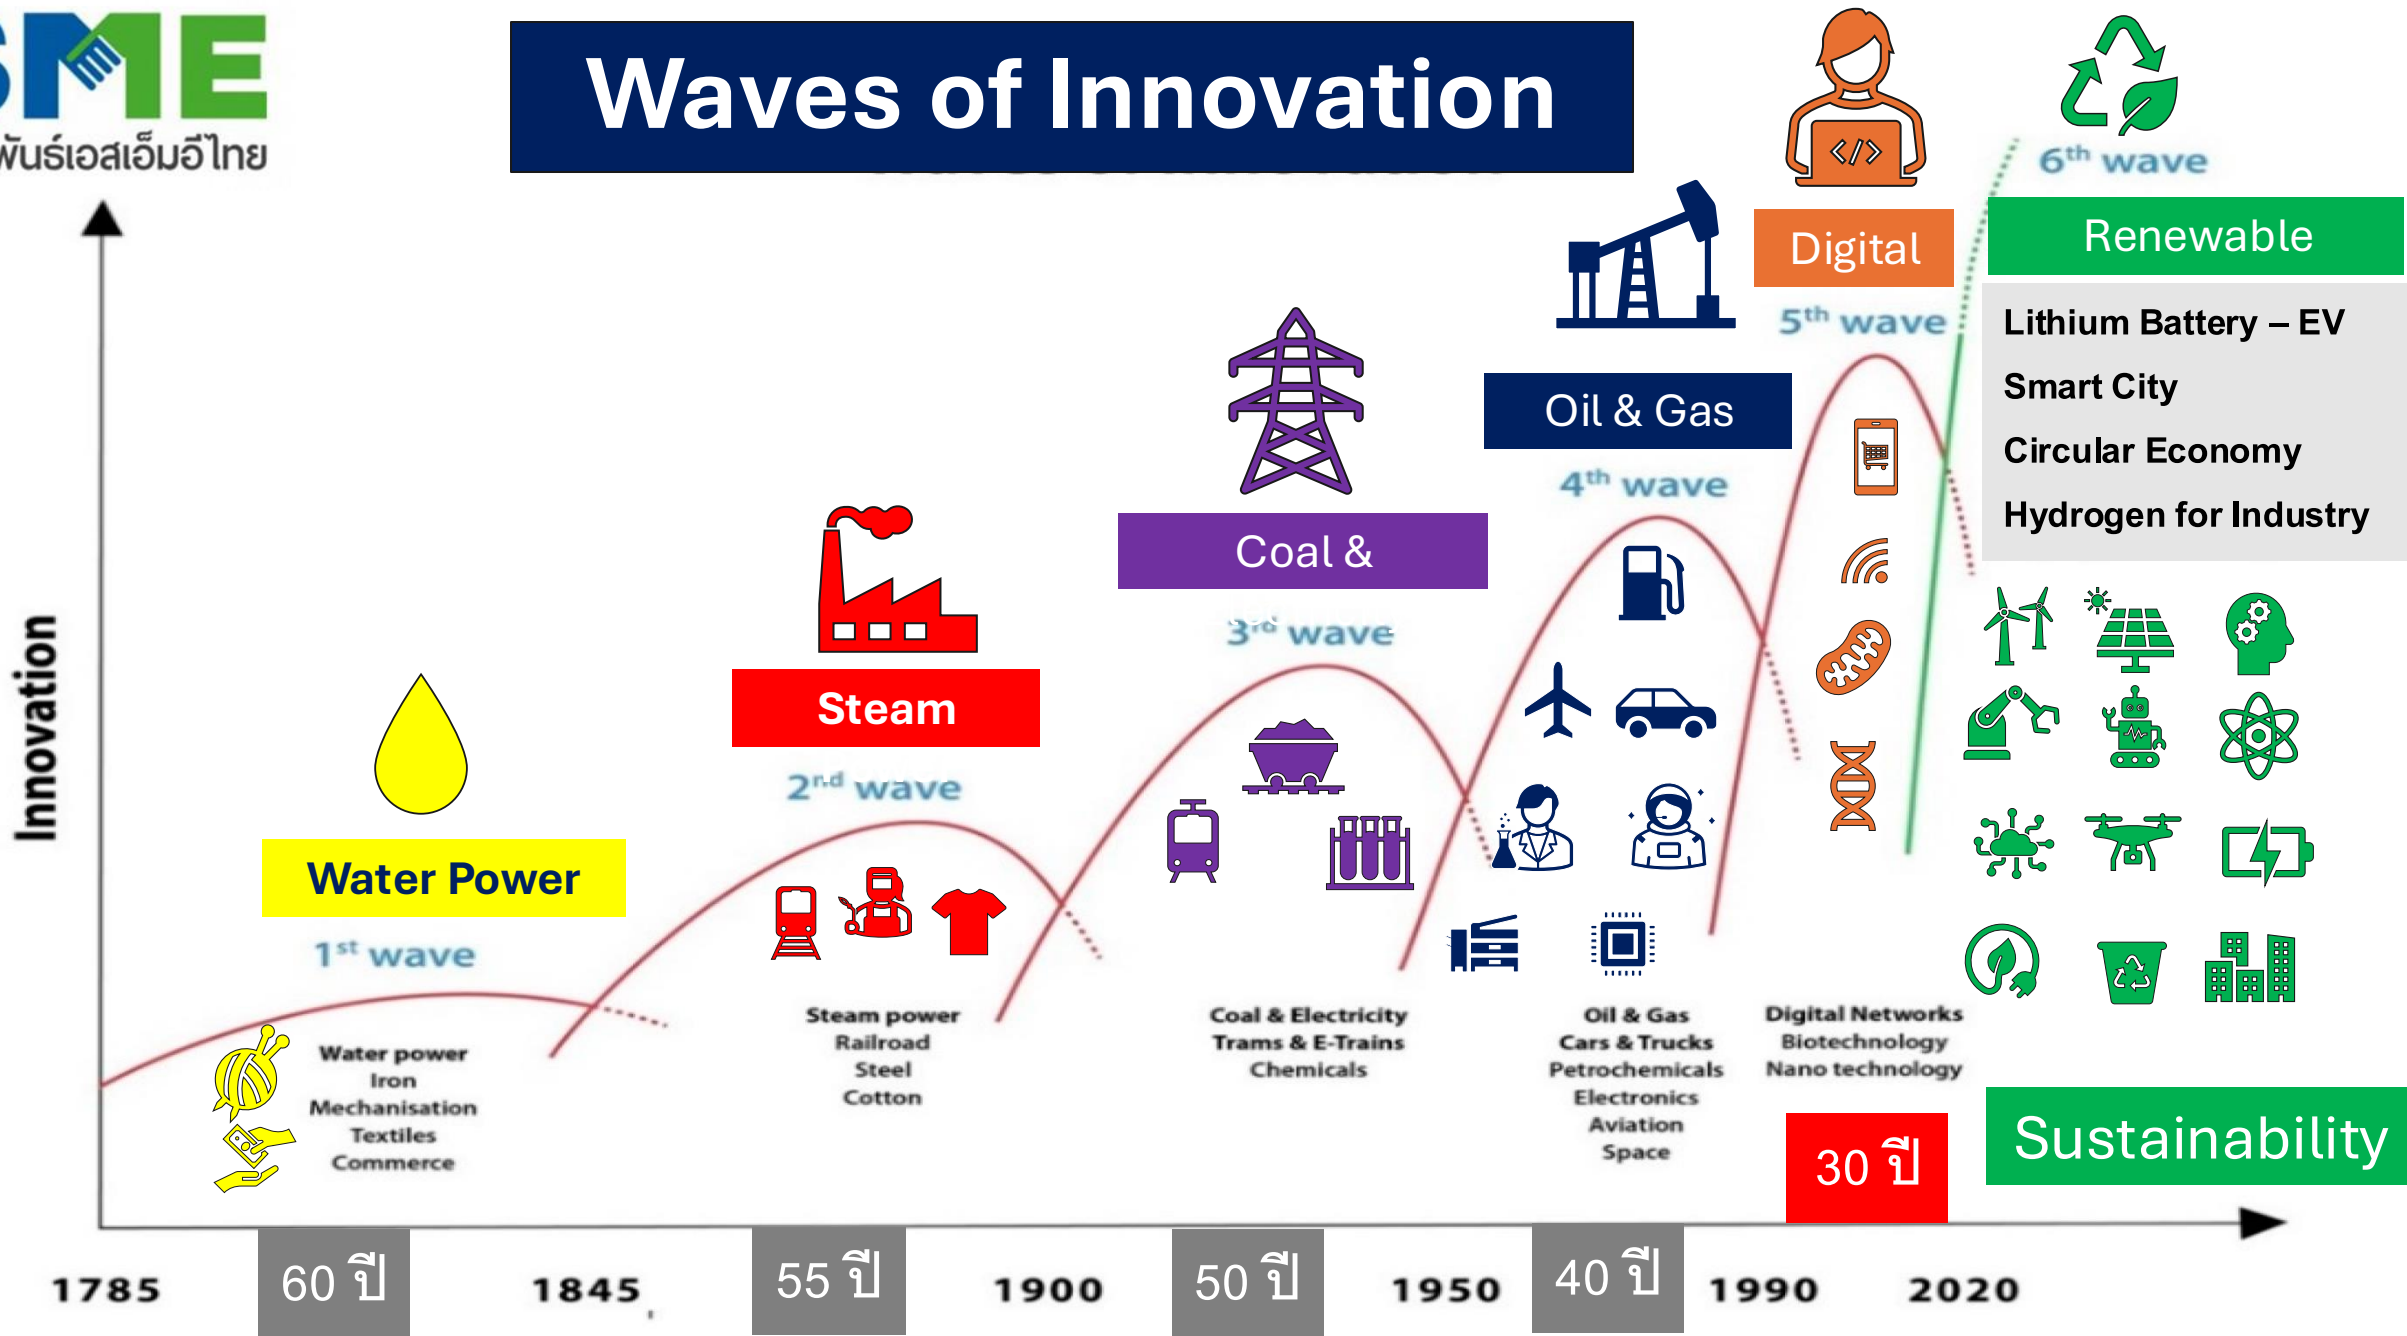 SME
พันธ์เอสเอ็มอีไทย
Waves of Innovation
</>
6th wave
Digital
Renewable
5th wave
Lithium Battery – EV
Smart City
Circular Economy
Hydrogen for Industry
Oil & Gas
4th wave
Coal &
3rd wave
Steam
2nd wave
Water Power
1st wave
Innovation
Water power
Iron
Mechanisation
Textiles
Commerce
Steam power
Railroad
Steel
Cotton
Coal & Electricity
Trams & E-Trains
Chemicals
Oil & Gas
Cars & Trucks
Petrochemicals
Electronics
Aviation
Space
Digital Networks
Biotechnology
Nano technology
Sustainability
30 ปี
60 ปี
55 ปี
50 ปี
40 ปี
1785
1845
1900
1950
1990
2020